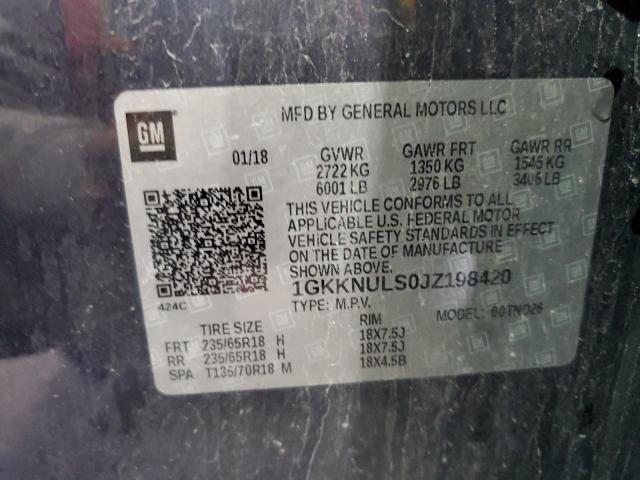 GM
MFD BY GENERAL MOTORS LLC
01/18 GVWR GAWR FRT GAWR RR
2722 KG 1350 KG 1545 KG
6001 LB 2976 LB 3406 LB
THIS VEHICLE CONFORMS TO ALL
APPLICABLE U.S. FEDERAL MOTOR
VEHICLE SAFETY STANDARDS IN EFFECT
ON THE DATE OF MANUFACTURE
SHOWN ABOVE.
424C
1GKKNULS0JZ198420
TYPE: M.P.V. MODEL:
TIRE SIZE RIM
FRT 235/65R18 H 18X7.5J
RR 235/65R18 H 18X7.5J
SPA T135/70R18 M 18X4.5B